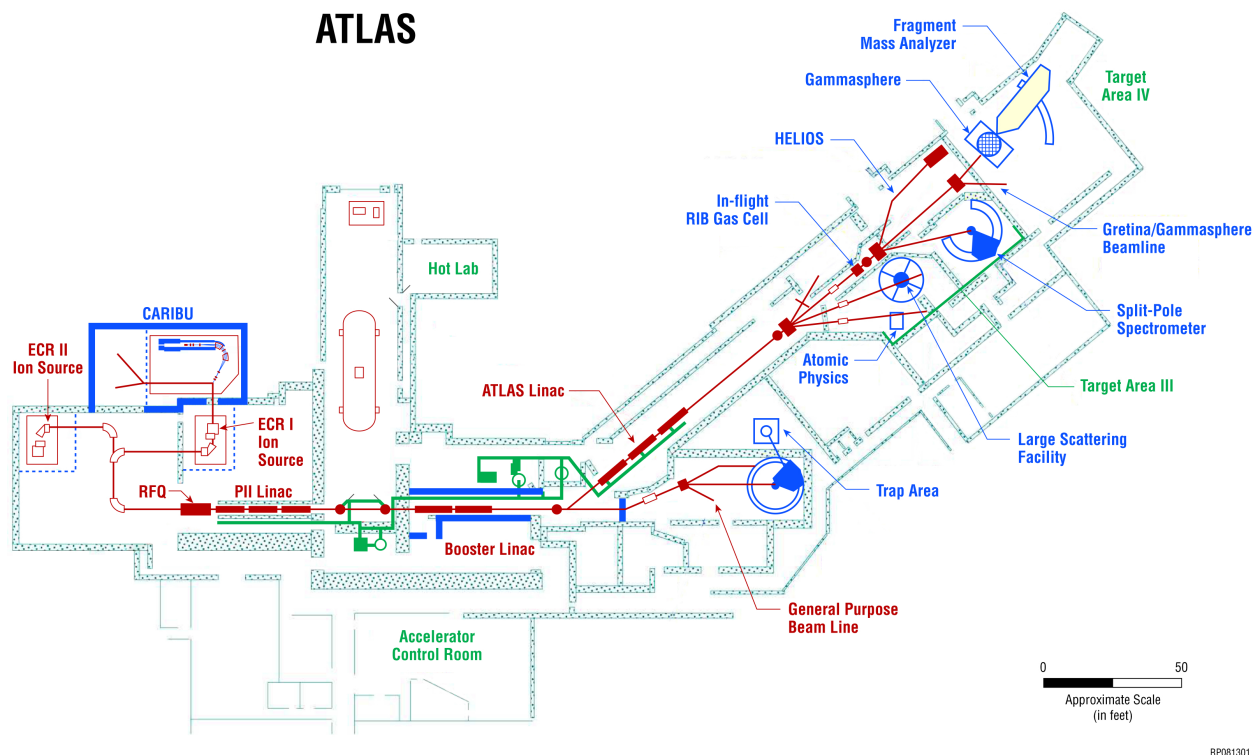 ATLAS
Fragment
Mass Analyzer
Gammasphere
Target
Area IV
HELIOS
In-flight
RIB Gas Cell
Gretina/Gammasphere
Beamline
Hot Lab
CARIBU
Split-Pole
Spectrometer
ECR II
Ion Source
Atomic
Physics
ATLAS Linac
Target Area III
ECR I
Ion
Source
Large Scattering
Facility
RFQ
PII Linac
Trap Area
Booster Linac
General Purpose
Beam Line
Accelerator
Control Room
0
50
Approximate Scale
(in feet)
RP081301